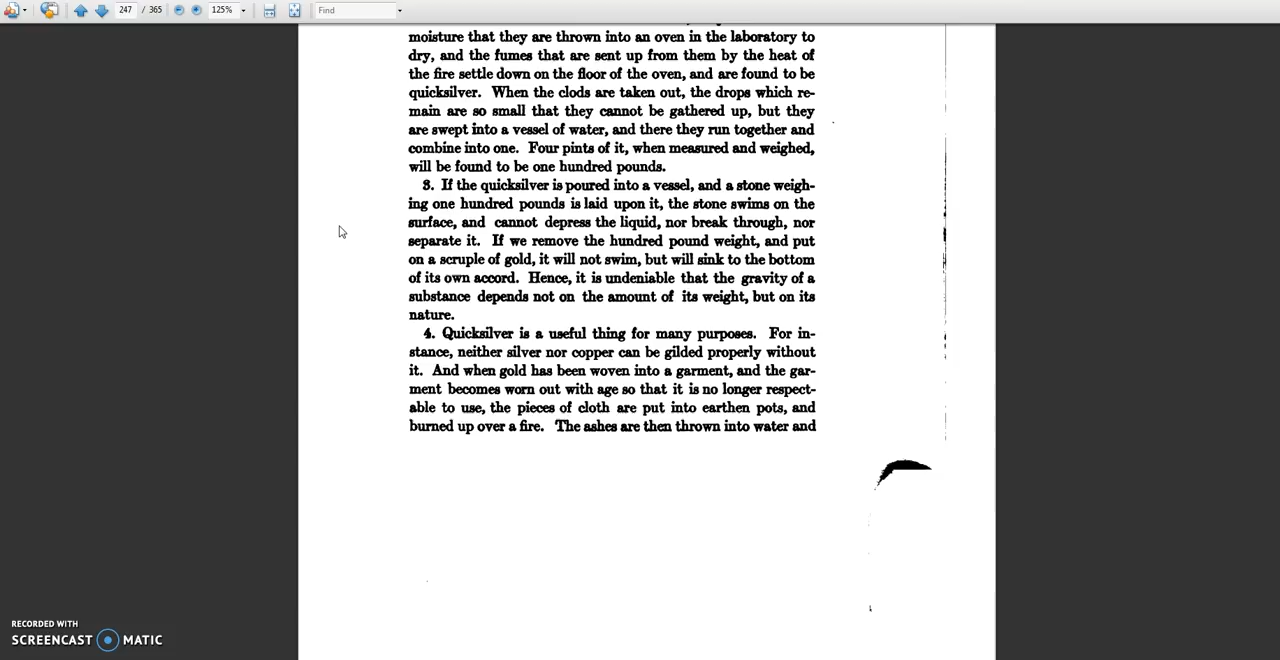 247 / 365 125% Find
moisture that they are thrown into an oven in the laboratory to
dry, and the fumes that are sent up from them by the heat of
the fire settle down on the floor of the oven, and are found to be
quicksilver. When the clods are taken out, the drops which re-
main are so small that they cannot be gathered up, but they
are swept into a vessel of water, and there they run together and
combine into one. Four pints of it, when measured and weighed,
will be found to be one hundred pounds.
3. If the quicksilver is poured into a vessel, and a stone weigh-
ing one hundred pounds is laid upon it, the stone swims on the
surface, and cannot depress the liquid, nor break through, nor
separate it. If we remove the hundred pound weight, and put
on a scruple of gold, it will not swim, but will sink to the bottom
of its own accord. Hence, it is undeniable that the gravity of a
substance depends not on the amount of its weight, but on its
nature.
4. Quicksilver is a useful thing for many purposes. For in-
stance, neither silver nor copper can be gilded properly without
it. And when gold has been woven into a garment, and the gar-
ment becomes worn out with age so that it is no longer respect-
able to use, the pieces of cloth are put into earthen pots, and
burned up over a fire. The ashes are then thrown into water and
RECORDED WITH
SCREENCAST MATIC